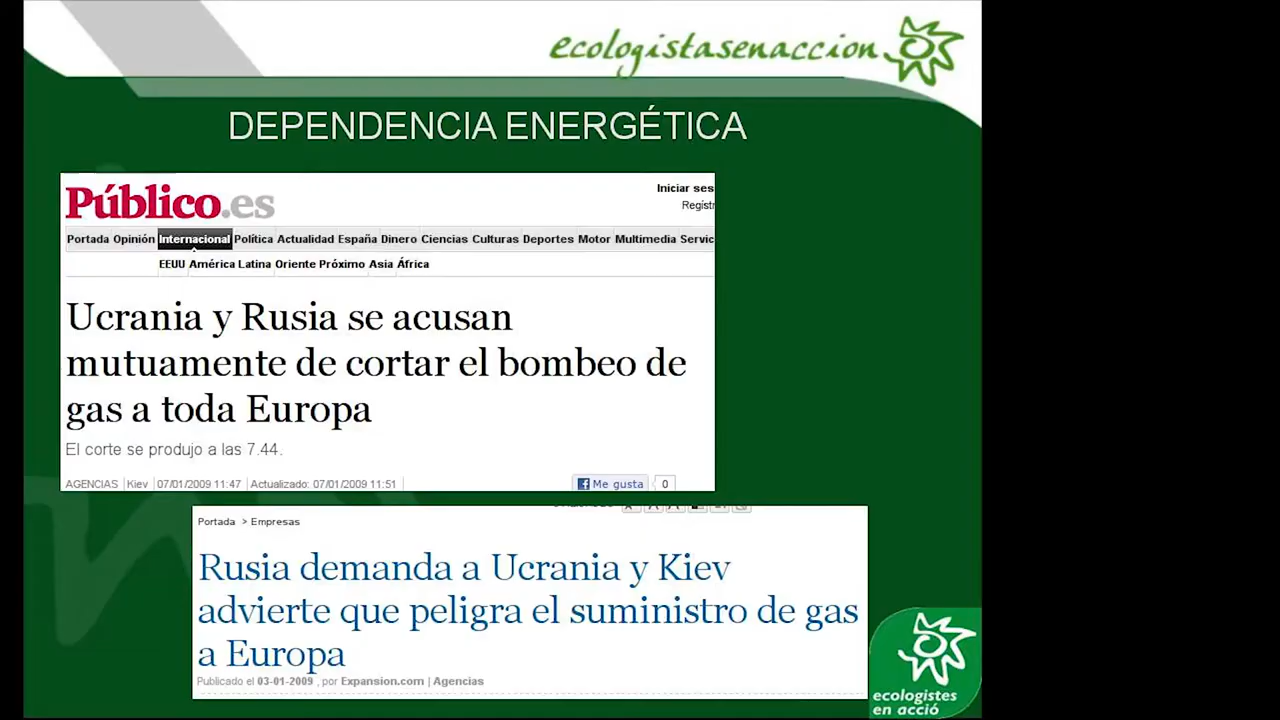 ecologistasenaccion
DEPENDENCIA ENERGÉTICA
Público.es
Iniciar ses
Registr
Portada Opinión Internacional Política Actualidad España Dinero Ciencias Culturas Deportes Motor Multimedia Servic
EEUU América Latina Oriente Próximo Asia África
Ucrania y Rusia se acusan
mutuamente de cortar el bombeo de
gas a toda Europa
El corte se produjo a las 7.44.
AGENCIAS Kiev 07/01/2009 11:47 Actualizado: 07/01/2009 11:51
Me gusta 0
Portada > Empresas
Rusia demanda a Ucrania y Kiev
advierte que peligra el suministro de gas
a Europa
Publicado el 03-01-2009 , por Expansion.com | Agencias
ecologistes
en acció